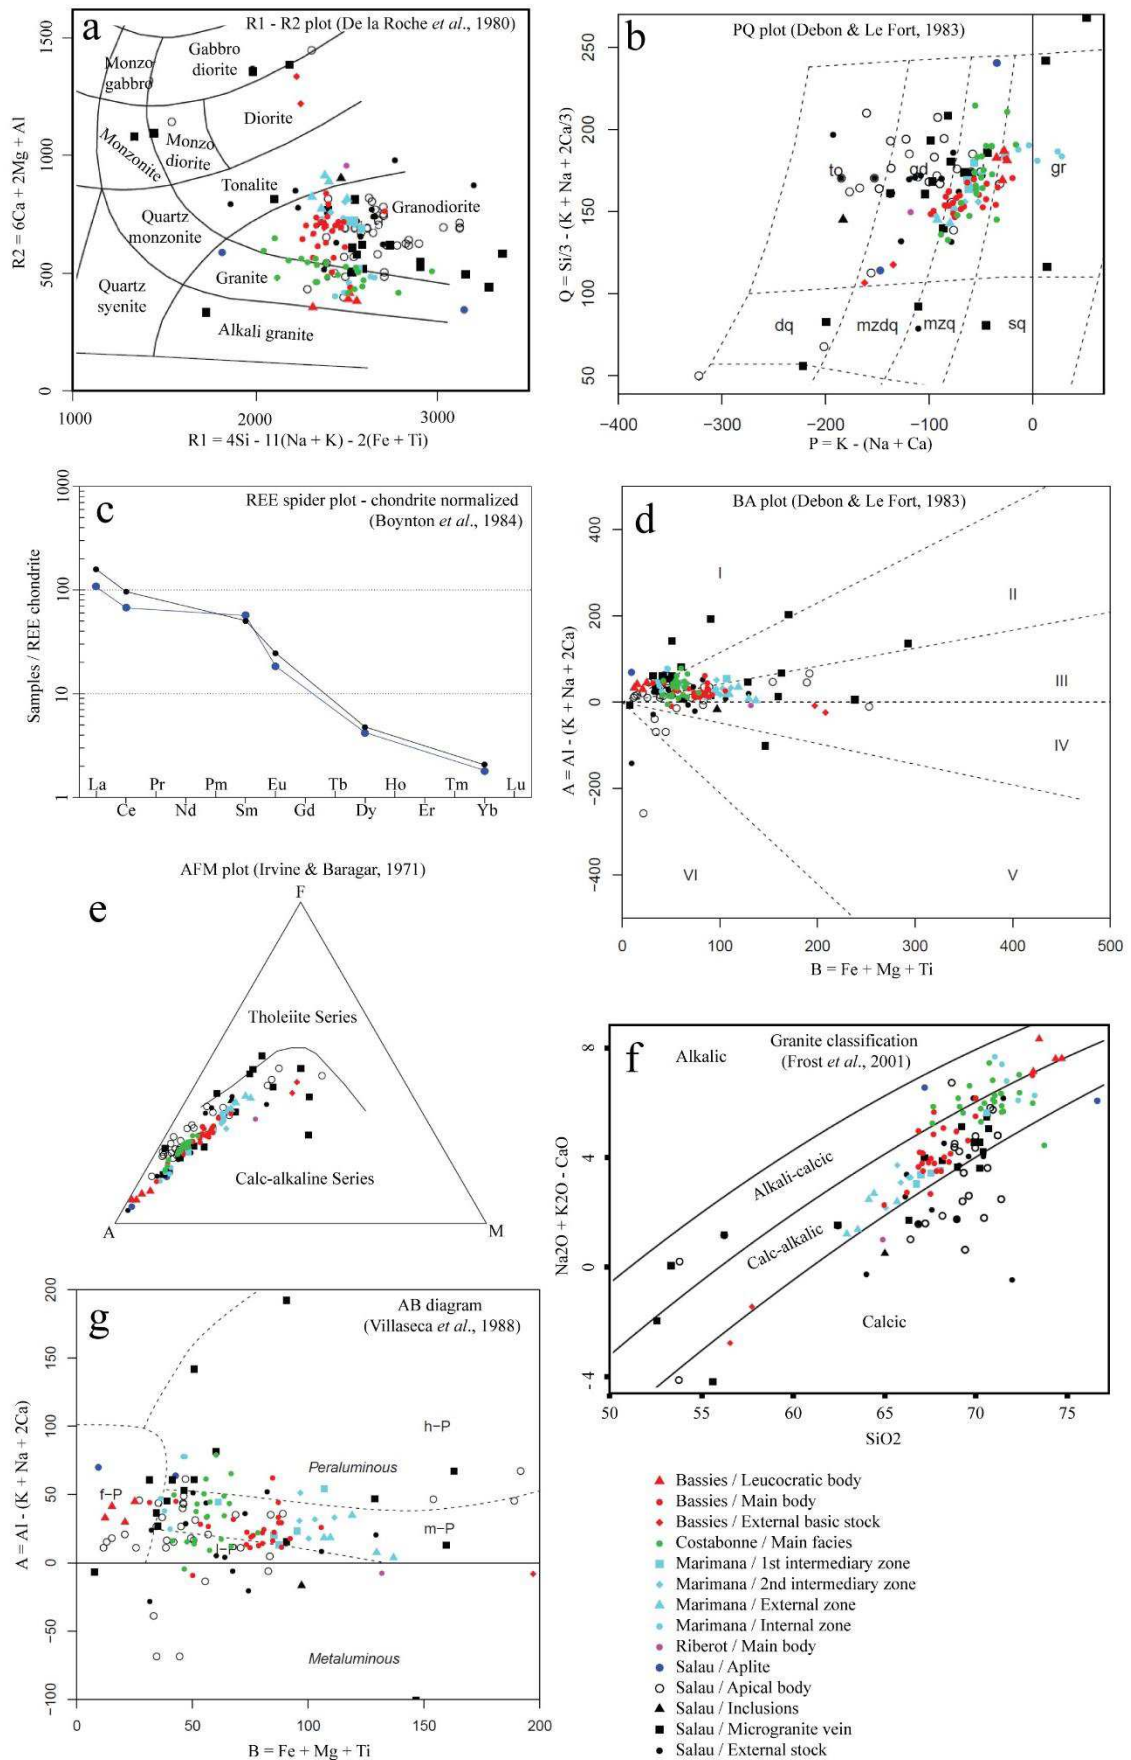 a
R1 - R2 plot (De la Roche et al., 1980)
Monzo-
gabbro
Gabbro
diorite
Diorite
Monzonite
Monzo
diorite
Tonalite
Granodiorite
Quartz
monzonite
Granite
Quartz
syenite
Alkali granite
R2 = 6Ca + 2Mg + Al
0 500 1000 1500
1000 2000 3000
R1 = 4Si - 11(Na + K) - 2(Fe + Ti)
b
PQ plot (Debon & Le Fort, 1983)
to gd gr
dq mzdq mzq sq
Q = Si/3 - (K + Na + 2Ca/3)
50 100 150 200 250
−400 −300 −200 −100 0
P = K - (Na + Ca)
c
REE spider plot - chondrite normalized
(Boynton et al., 1984)
Samples / REE chondrite
1 10 100 1000
La Pr Pm Eu Tb Ho Tm Lu
Ce Nd Sm Gd Dy Er Yb
d
BA plot (Debon & Le Fort, 1983)
I
II
III
IV
VI V
A = Al - (K + Na + 2Ca)
−400 −200 0 200 400
0 100 200 300 400 500
B = Fe + Mg + Ti
AFM plot (Irvine & Baragar, 1971)
e
F
Tholeiite Series
Calc-alkaline Series
A M
f
Granite classification
(Frost et al., 2001)
Alkalic
Alkali-calcic
Calc-alkalic
Calcic
Na2O + K2O - CaO
- 4 0 4 8
50 55 60 65 70 75
SiO2
g
AB diagram
(Villaseca et al., 1988)
h−P
Peraluminous
f−P
m−P
l−P
Metaluminous
A = Al - (K + Na + 2Ca)
−100 −50 0 50 100 150 200
0 50 100 150 200
B = Fe + Mg + Ti
Bassies / Leucocratic body
Bassies / Main body
Bassies / External basic stock
Costabonne / Main facies
Marimana / 1st intermediary zone
Marimana / 2nd intermediary zone
Marimana / External zone
Marimana / Internal zone
Riberot / Main body
Salau / Aplite
Salau / Apical body
Salau / Inclusions
Salau / Microgranite vein
Salau / External stock